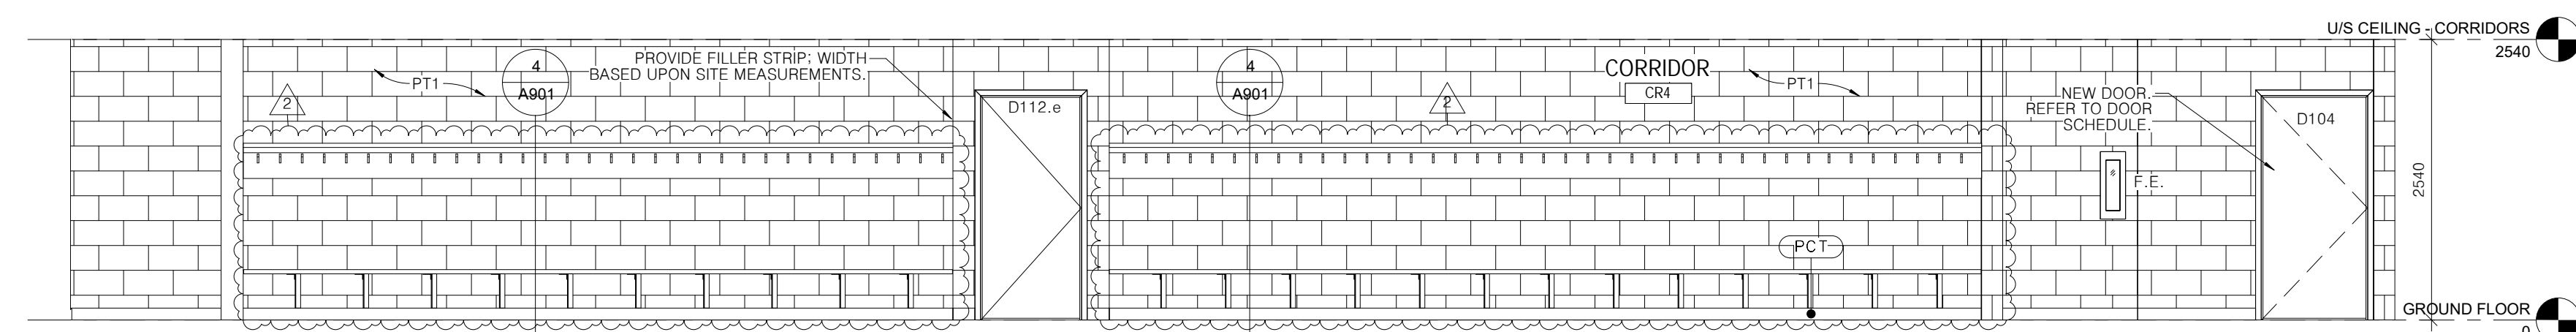 U/S CEILING - CORRIDORS
2540
PROVIDE FILLER STRIP; WIDTH
BASED UPON SITE MEASUREMENTS.
4
A901
PT1
2
D112.e
4
A901
2
CORRIDOR
CR4
PT1
NEW DOOR.
REFER TO DOOR
SCHEDULE.
D104
F.E.
2540
PCT
GROUND FLOOR
0